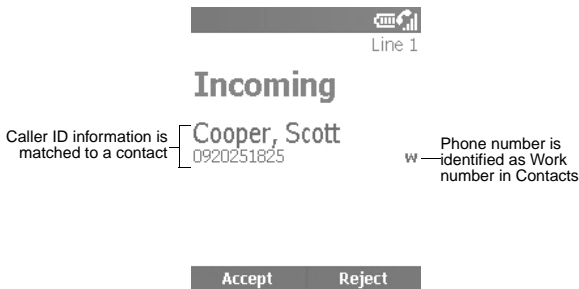 Line 1
Incoming
Caller ID information is
matched to a contact
Cooper, Scott
0920251825
w
Phone number is
identified as Work
number in Contacts
Accept Reject